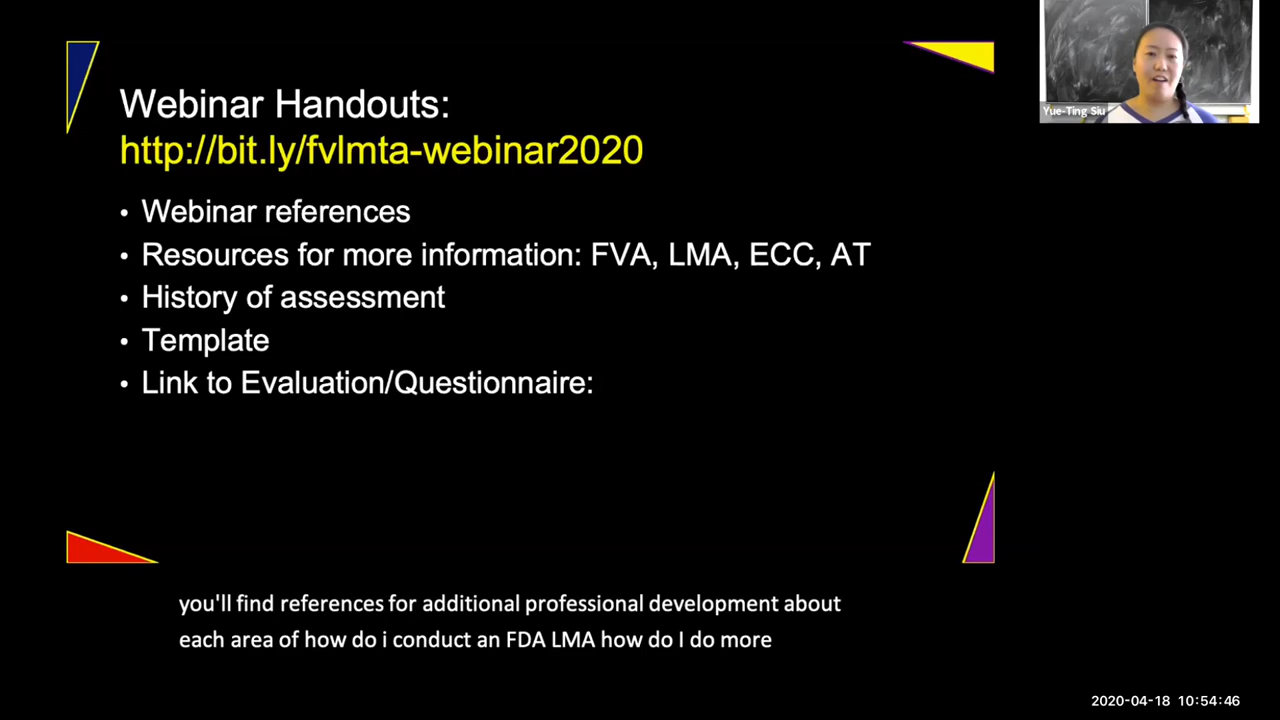 Webinar Handouts:
http://bit.ly/fvlmta-webinar2020
• Webinar references
• Resources for more information: FVA, LMA, ECC, AT
• History of assessment
• Template
• Link to Evaluation/Questionnaire:
Yue-Ting Siu
you'll find references for additional professional development about
each area of how do i conduct an FDA LMA how do I do more
2020-04-18 10:54:46